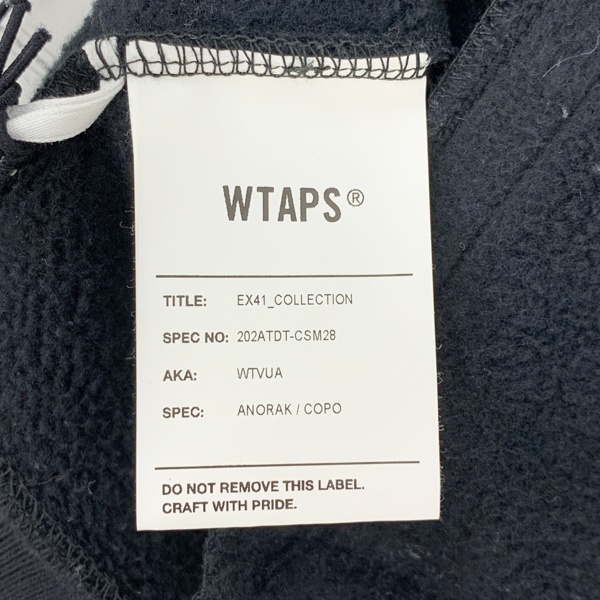 WTAPS®
TITLE: EX41_COLLECTION
SPEC NO: 202ATDT-CSM28
AKA: WTVUA
SPEC: ANORAK / COPO
DO NOT REMOVE THIS LABEL.
CRAFT WITH PRIDE.